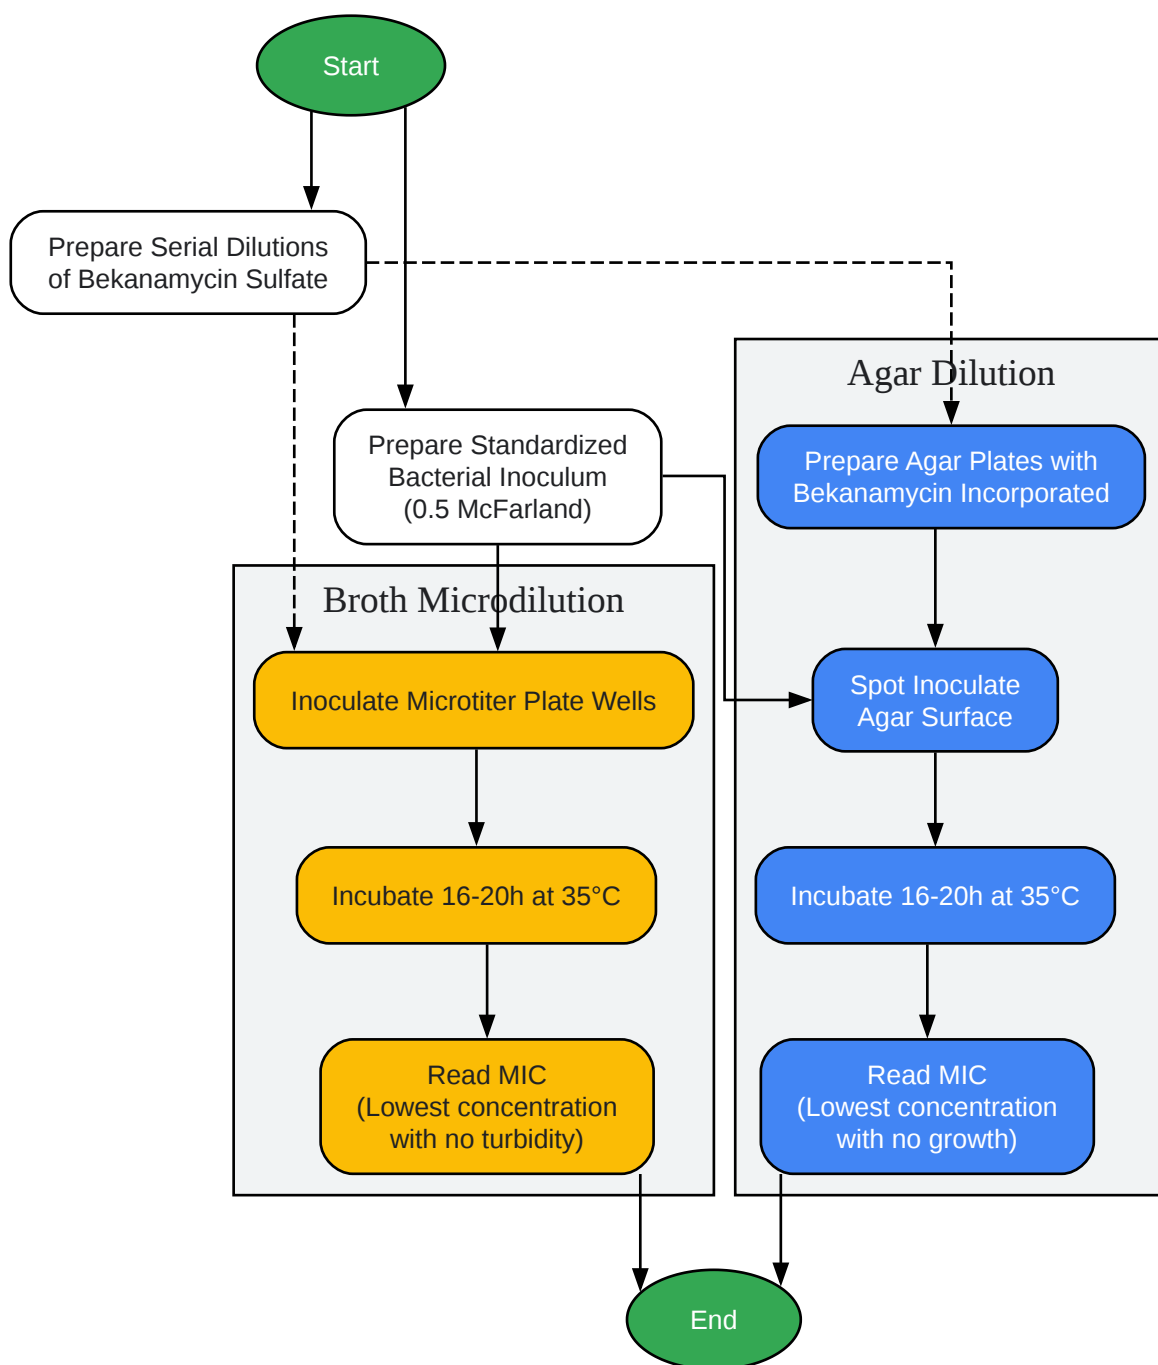 Start
Prepare Serial Dilutions
of Bekanamycin Sulfate
Prepare Standardized
Bacterial Inoculum
(0.5 McFarland)
Broth Microdilution
Inoculate Microtiter Plate Wells
Incubate 16-20h at 35°C
Read MIC
(Lowest concentration
with no turbidity)
Agar Dilution
Prepare Agar Plates with
Bekanamycin Incorporated
Spot Inoculate
Agar Surface
Incubate 16-20h at 35°C
Read MIC
(Lowest concentration
with no growth)
End